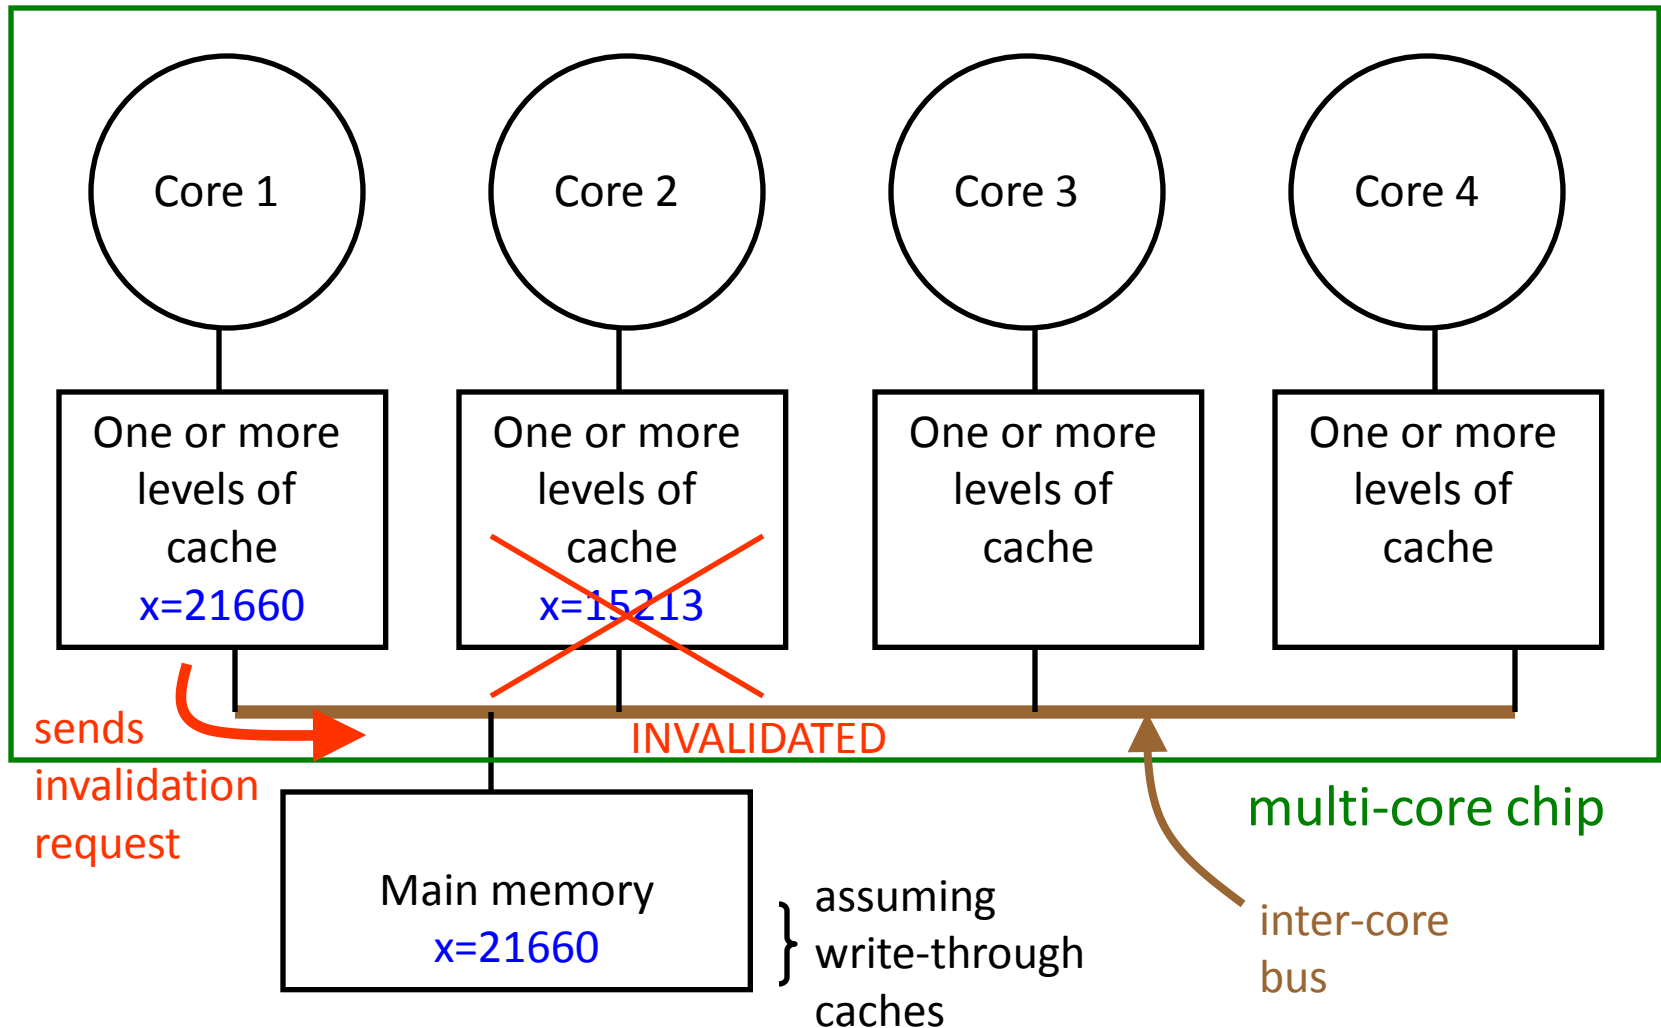 Core 1
Core 2
Core 3
Core 4
One or more
levels of
cache
x=21660
One or more
levels of
cache
x=15213
One or more
levels of
cache
One or more
levels of
cache
sends
invalidation
request
INVALIDATED
multi-core chip
Main memory
x=21660
assuming
write-through
caches
inter-core
bus